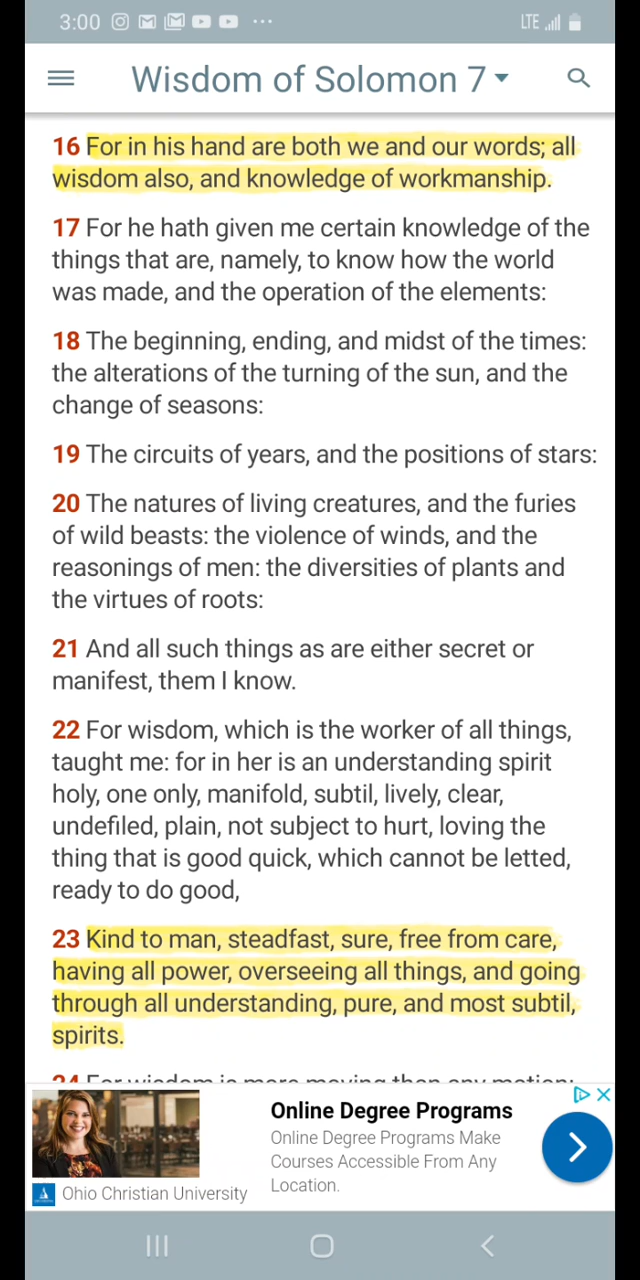 3:00
LTE
Wisdom of Solomon 7
16 For in his hand are both we and our words; all
wisdom also, and knowledge of workmanship.
17 For he hath given me certain knowledge of the
things that are, namely, to know how the world
was made, and the operation of the elements:
18 The beginning, ending, and midst of the times:
the alterations of the turning of the sun, and the
change of seasons:
19 The circuits of years, and the positions of stars:
20 The natures of living creatures, and the furies
of wild beasts: the violence of winds, and the
reasonings of men: the diversities of plants and
the virtues of roots:
21 And all such things as are either secret or
manifest, them I know.
22 For wisdom, which is the worker of all things,
taught me: for in her is an understanding spirit
holy, one only, manifold, subtil, lively, clear,
undefiled, plain, not subject to hurt, loving the
thing that is good quick, which cannot be letted,
ready to do good,
23 Kind to man, steadfast, sure, free from care,
having all power, overseeing all things, and going
through all understanding, pure, and most subtil,
spirits.
24 For wisdom is more moving than any motion:
Online Degree Programs
Online Degree Programs Make
Courses Accessible From Any
Location.
Ohio Christian University